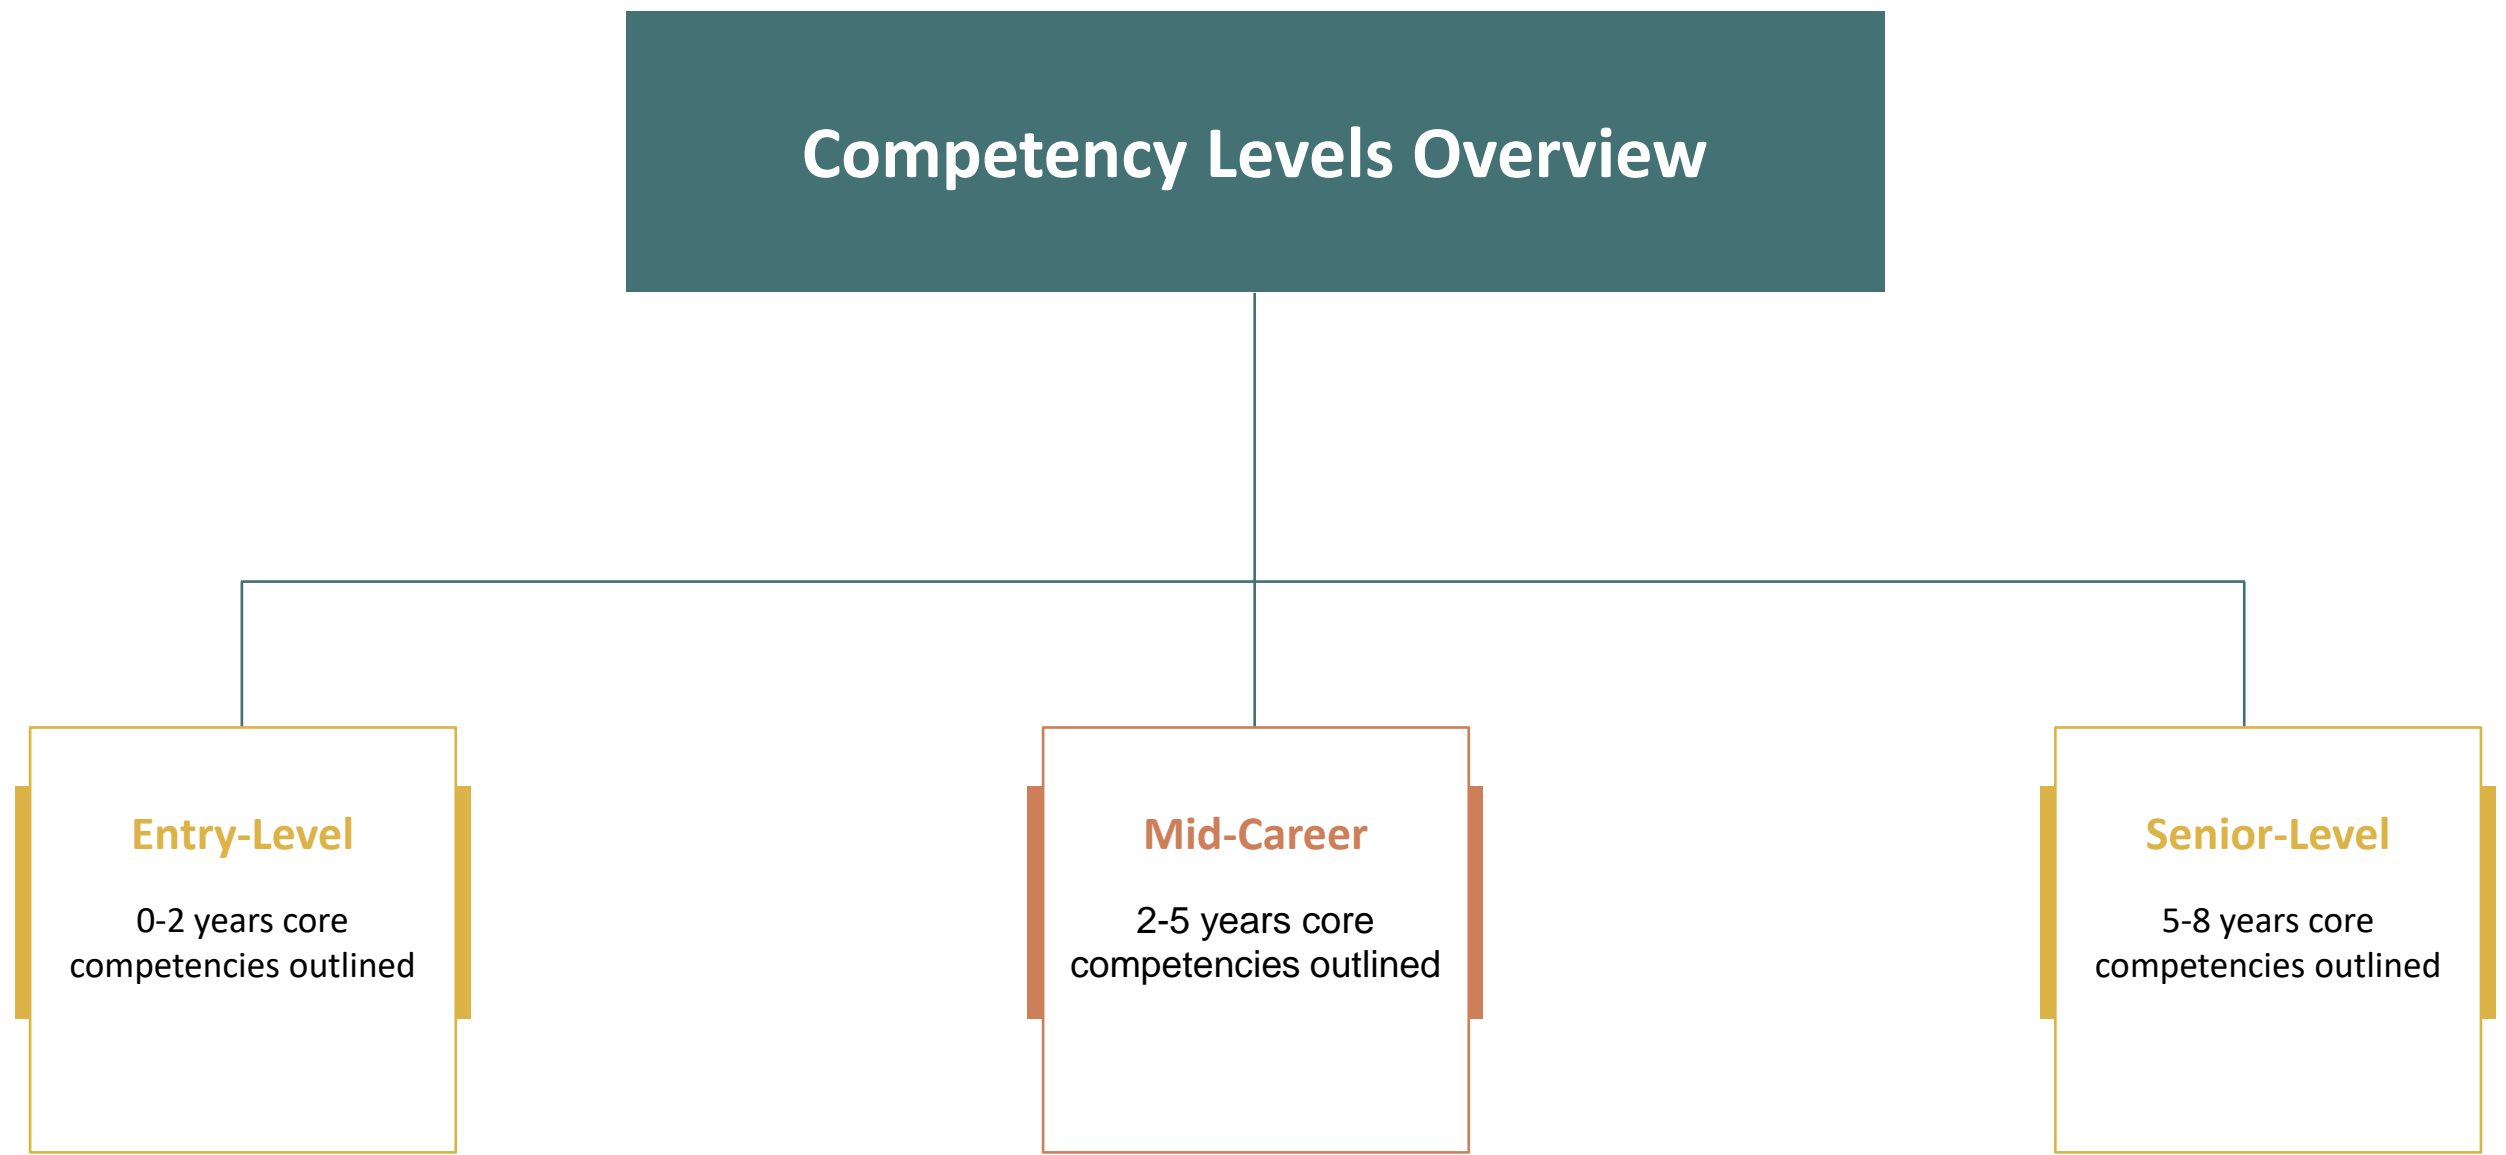 Competency Levels Overview
Entry-Level
0-2 years core
competencies outlined
Mid-Career
2-5 years core
competencies outlined
Senior-Level
5-8 years core
competencies outlined